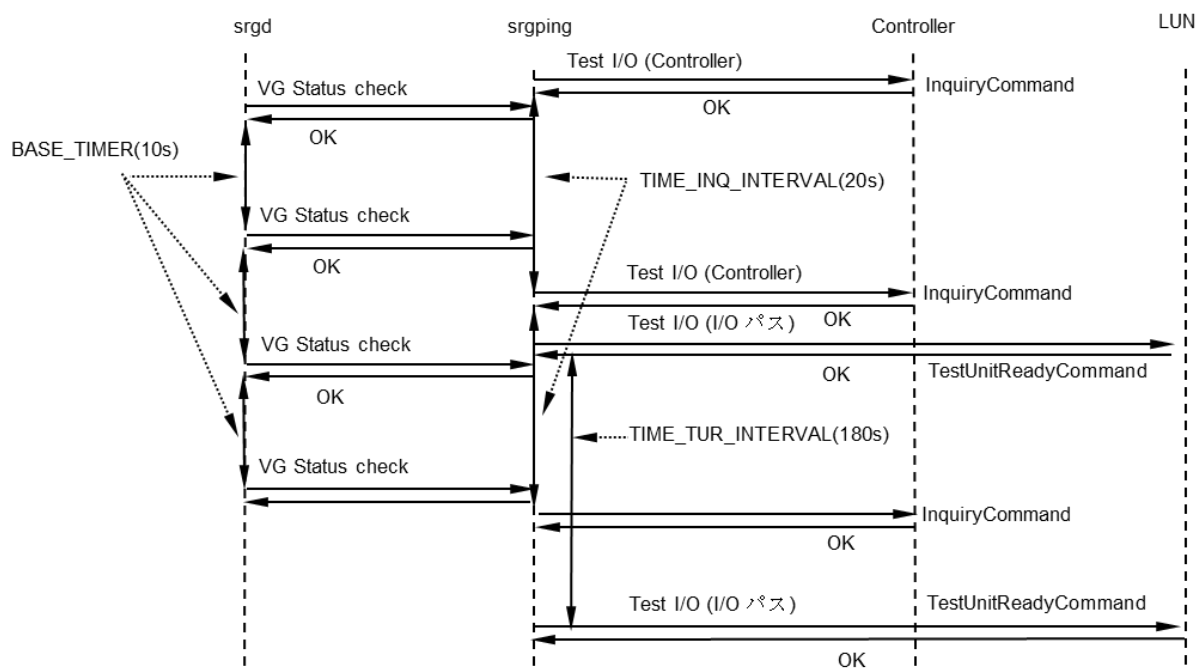 srgd
srgping
Controller
LUN
Test I/O (Controller)
InquiryCommand
VG Status check
OK
OK
BASE_TIMER(10s)
TIME_INQ_INTERVAL(20s)
VG Status check
OK
Test I/O (Controller)
InquiryCommand
OK
Test I/O (I/O パス)
VG Status check
OK
TestUnitReadyCommand
OK
TIME_TUR_INTERVAL(180s)
VG Status check
InquiryCommand
OK
Test I/O (I/O パス)
TestUnitReadyCommand
OK